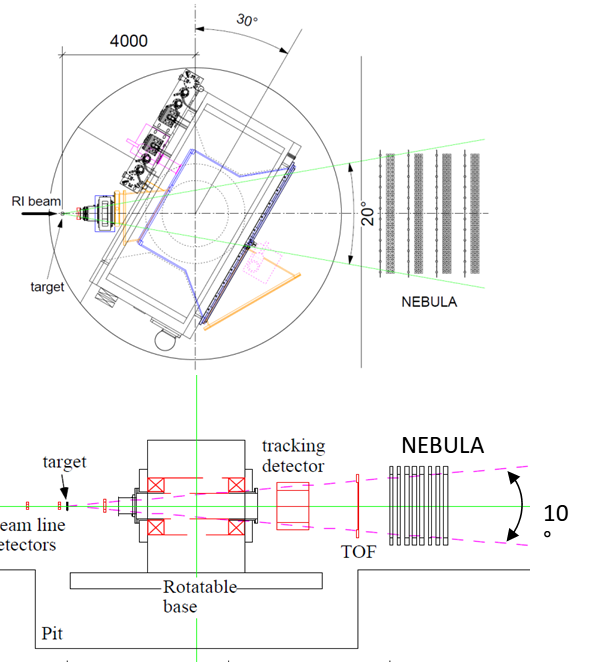 30°
4000
RI beam
20°
target
NEBULA
NEBULA
tracking
detector
target
eam line
etectors
10
°
TOF
Rotatable
base
Pit